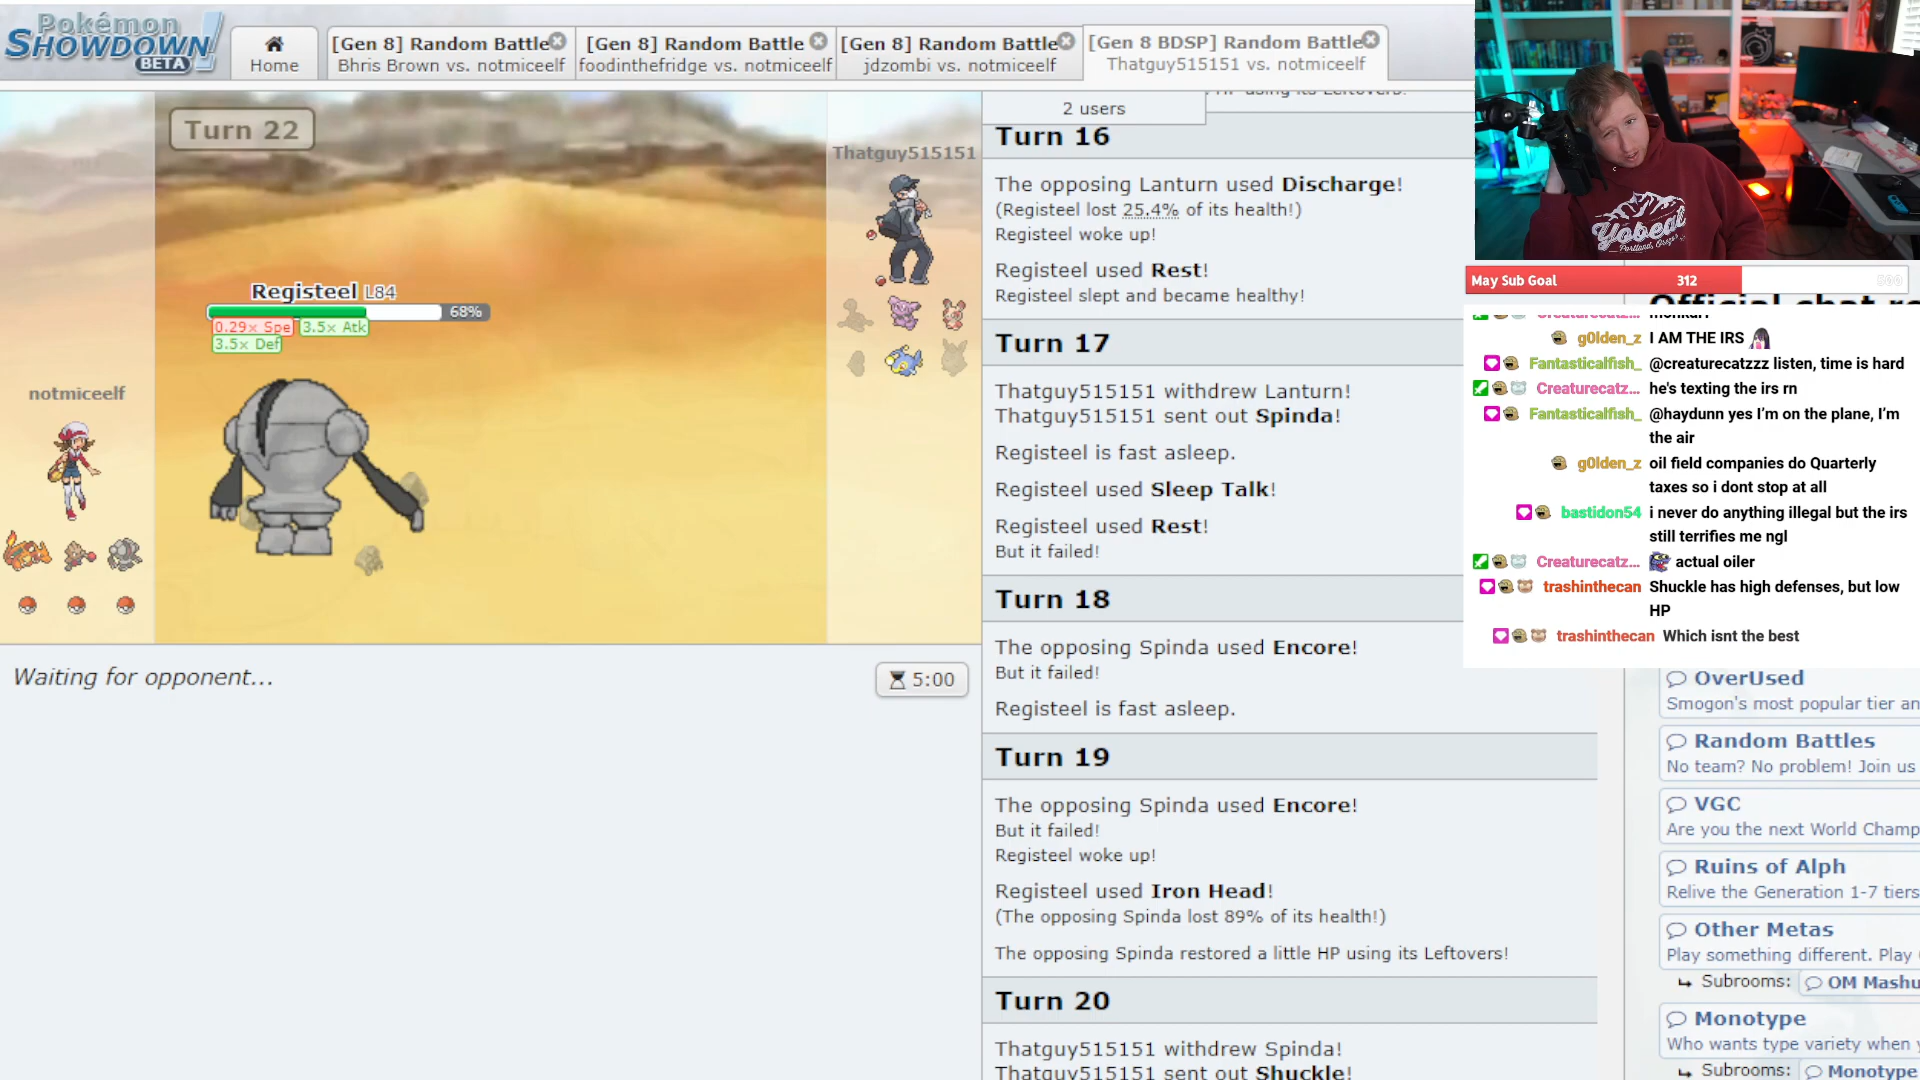 Pokémon
SHOWDOWN!
BETA
Home
[Gen 8] Random Battle
Bhris Brown vs. notmiceelf
[Gen 8] Random Battle
foodinthefridge vs. notmiceelf
[Gen 8] Random Battle
jdzombi vs. notmiceelf
[Gen 8 BDSP] Random Battle
Thatguy515151 vs. notmiceelf
Turn 22
Thatguy515151
Registeel L84
68%
0.29× Spe
3.5× Atk
3.5× Def
notmiceelf
Waiting for opponent...
5:00
HP using its Leftovers!
2 users
Turn 16
The opposing Lanturn used Discharge!
(Registeel lost 25.4% of its health!)
Registeel woke up!
Registeel used Rest!
Registeel slept and became healthy!
Turn 17
Thatguy515151 withdrew Lanturn!
Thatguy515151 sent out Spinda!
Registeel is fast asleep.
Registeel used Sleep Talk!
Registeel used Rest!
But it failed!
Turn 18
The opposing Spinda used Encore!
But it failed!
Registeel is fast asleep.
Turn 19
The opposing Spinda used Encore!
But it failed!
Registeel woke up!
Registeel used Iron Head!
(The opposing Spinda lost 89% of its health!)
The opposing Spinda restored a little HP using its Leftovers!
Turn 20
Thatguy515151 withdrew Spinda!
Thatguy515151 sent out Shuckle!
Yobeat
Portland, Oregon
May Sub Goal
312
500
Official chat ro
g0lden_z I AM THE IRS
Fantasticalfish_ @creaturecatzzz listen, time is hard
Creaturecatz... he's texting the irs rn
Fantasticalfish_ @haydunn yes I'm on the plane, I'm
the air
g0lden_z oil field companies do Quarterly
taxes so i dont stop at all
bastidon54 i never do anything illegal but the irs
still terrifies me ngl
Creaturecatz... actual oiler
trashinthecan Shuckle has high defenses, but low
HP
trashinthecan Which isnt the best
OverUsed
Smogon's most popular tier an
Random Battles
No team? No problem! Join us
VGC
Are you the next World Champ
Ruins of Alph
Relive the Generation 1-7 tiers
Other Metas
Play something different. Play
Subrooms: OM Mashu
Monotype
Who wants type variety when y
Subrooms: Monotype